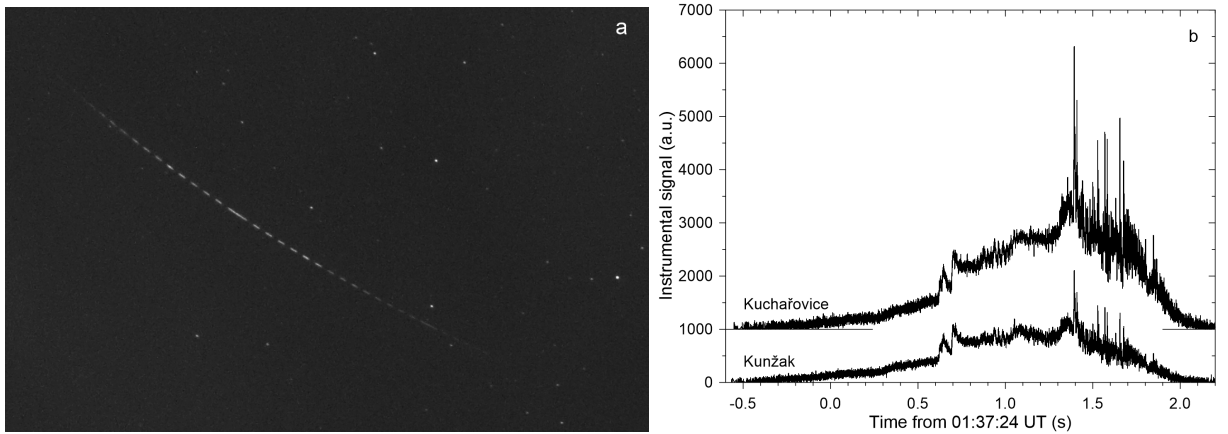 a
b
7000
6000
5000
4000
3000
2000
1000
0
Instrumental signal (a.u.)
Kuchařovice
Kunžak
-0.5
0.0
0.5
1.0
1.5
2.0
Time from 01:37:24 UT (s)